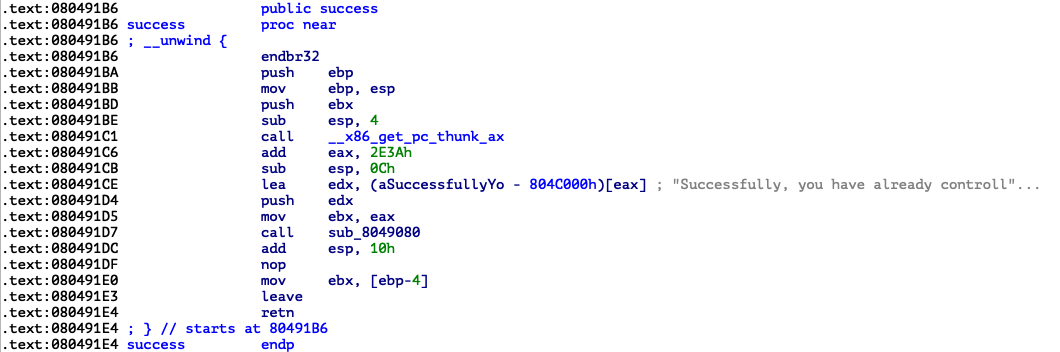 .text:080491B6 public success
.text:080491B6 success proc near
.text:080491B6 ; __unwind {
.text:080491B6 endbr32
.text:080491BA push ebp
.text:080491BB mov ebp, esp
.text:080491BD push ebx
.text:080491BE sub esp, 4
.text:080491C1 call __x86_get_pc_thunk_ax
.text:080491C6 add eax, 2E3Ah
.text:080491CB sub esp, 0Ch
.text:080491CE lea edx, (aSuccessfullyYo - 804C000h)[eax] ; "Successfully, you have already controll"...
.text:080491D4 push edx
.text:080491D5 mov ebx, eax
.text:080491D7 call sub_8049080
.text:080491DC add esp, 10h
.text:080491DF nop
.text:080491E0 mov ebx, [ebp-4]
.text:080491E3 leave
.text:080491E4 retn
.text:080491E4 ; } // starts at 80491B6
.text:080491E4 success endp